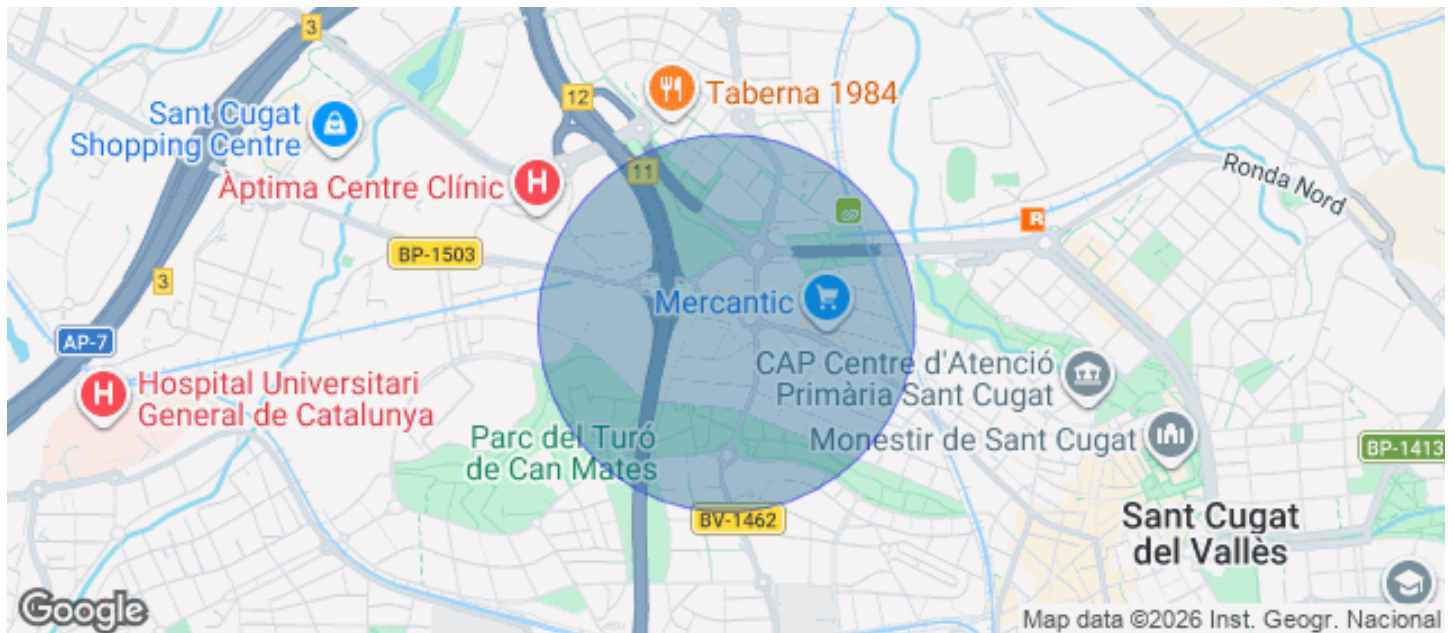 3
12
Taberna 1984
Sant Cugat
Shopping Centre
11
Àptima Centre Clínic
H
Ronda Nord
R
BP-1503
3
Mercantic
AP-7
CAP Centre d'Atenció
Primària Sant Cugat
H
Hospital Universitari
General de Catalunya
Parc del Turó
de Can Mates
Monestir de Sant Cugat
BP-1413
BV-1462
Sant Cugat
del Vallès
Google
Map data ©2026 Inst. Geogr. Nacional